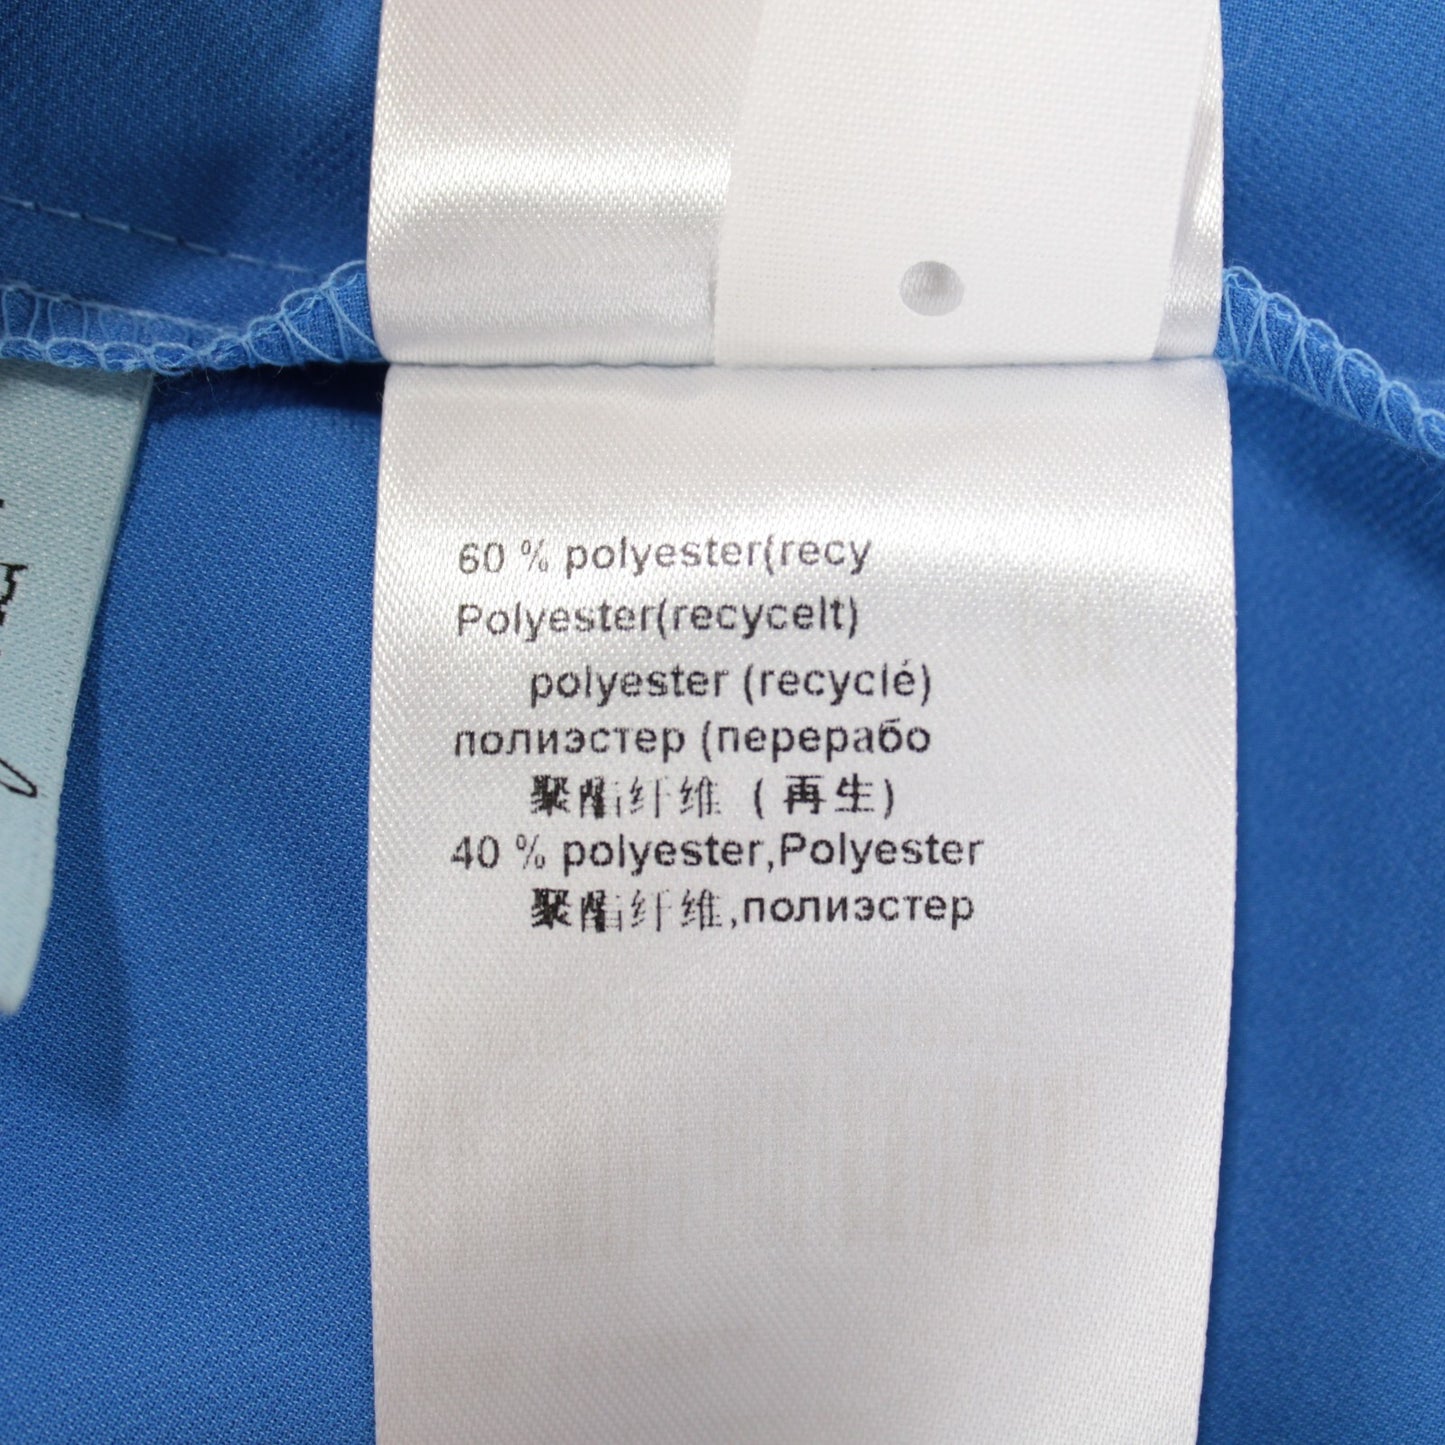 60 % polyester(recy
Polyester(recycelt)
polyester (recyclé)
полиэстер (перерабо
聚酯纤维 ( 再生)
40 % polyester,Polyester
聚酯纤维,полиэстер